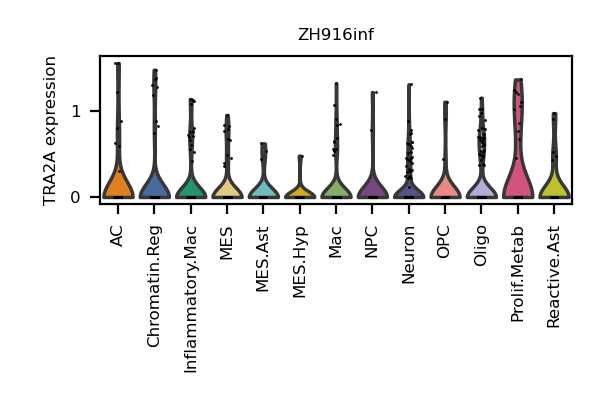 ZH916inf
TRA2A expression
1
0
AC
Chromatin.Reg
Inflammatory.Mac
MES
MES.Ast
MES.Hyp
Mac
NPC
Neuron
OPC
Oligo
Prolif.Metab
Reactive.Ast